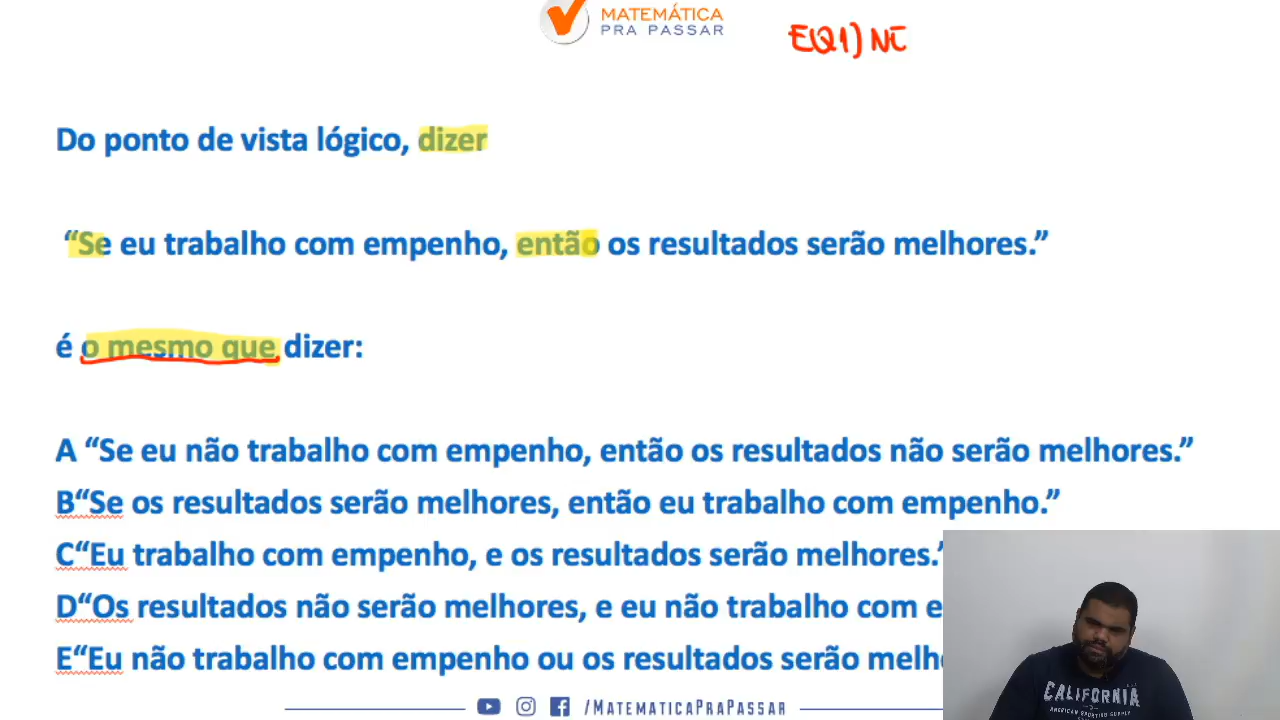 MATEMÁTICA
PRA PASSAR
EQ1) NE
Do ponto de vista lógico, dizer
“Se eu trabalho com empenho, então os resultados serão melhores.”
é o mesmo que dizer:
A “Se eu não trabalho com empenho, então os resultados não serão melhores.”
B“Se os resultados serão melhores, então eu trabalho com empenho.”
C“Eu trabalho com empenho, e os resultados serão melhores.”
D“Os resultados não serão melhores, e eu não trabalho com e
E“Eu não trabalho com empenho ou os resultados serão melh
CALIFORNIA
/MATEMATICAPRAPASSAR